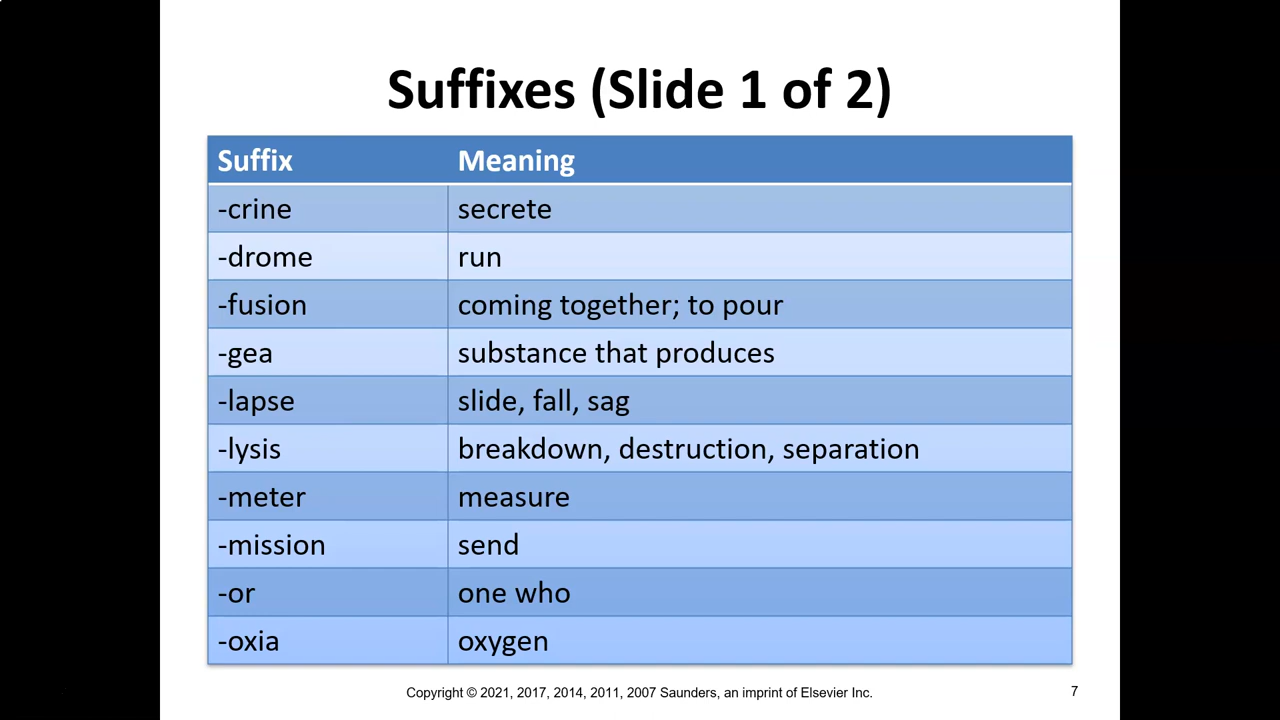 Suffixes (Slide 1 of 2)
Suffix Meaning
-crine secrete
-drome run
-fusion coming together; to pour
-gea substance that produces
-lapse slide, fall, sag
-lysis breakdown, destruction, separation
-meter measure
-mission send
-or one who
-oxia oxygen
Copyright © 2021, 2017, 2014, 2011, 2007 Saunders, an imprint of Elsevier Inc. 7